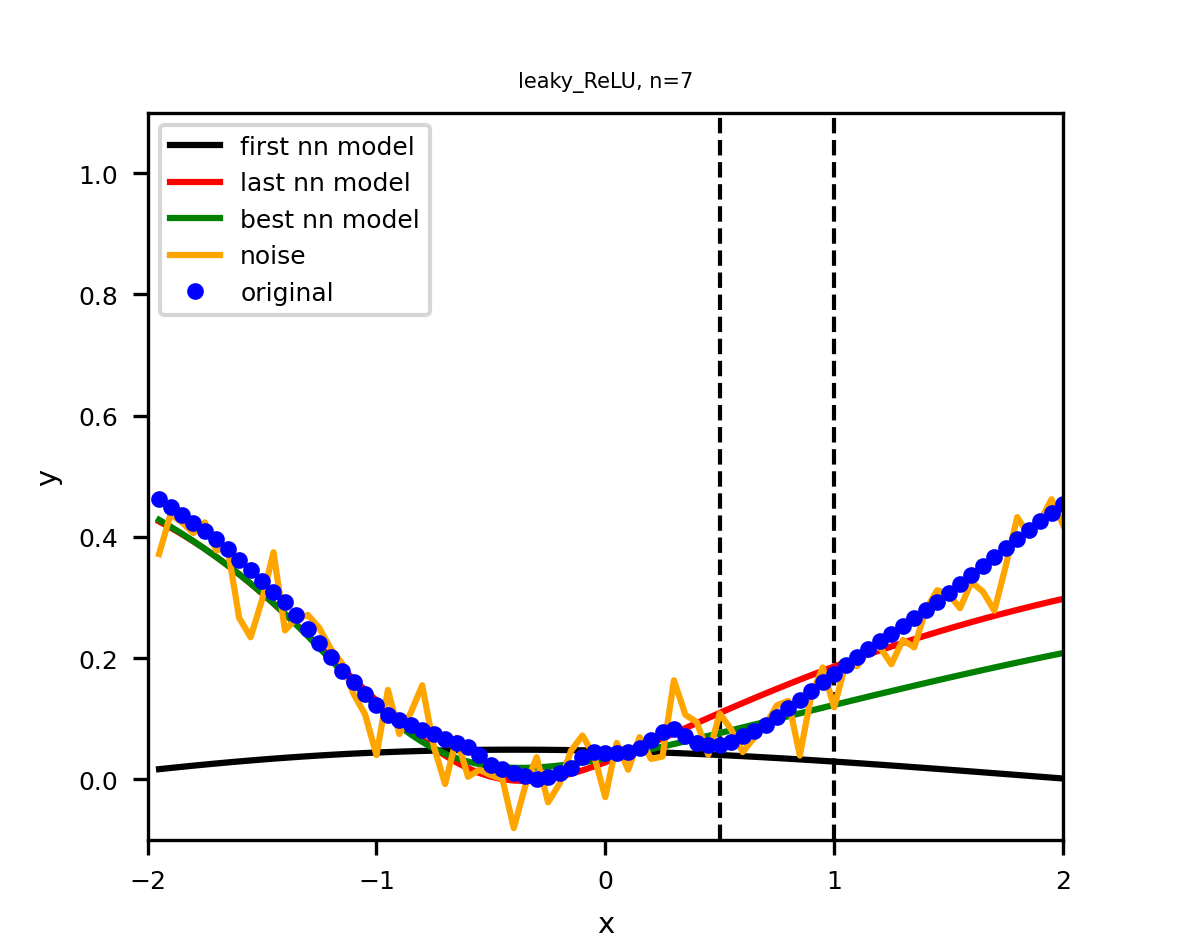 leaky_ReLU, n=7
first nn model
last nn model
best nn model
noise
original
1.0
0.8
0.6
0.4
0.2
0.0
y
−2
−1
0
1
2
x